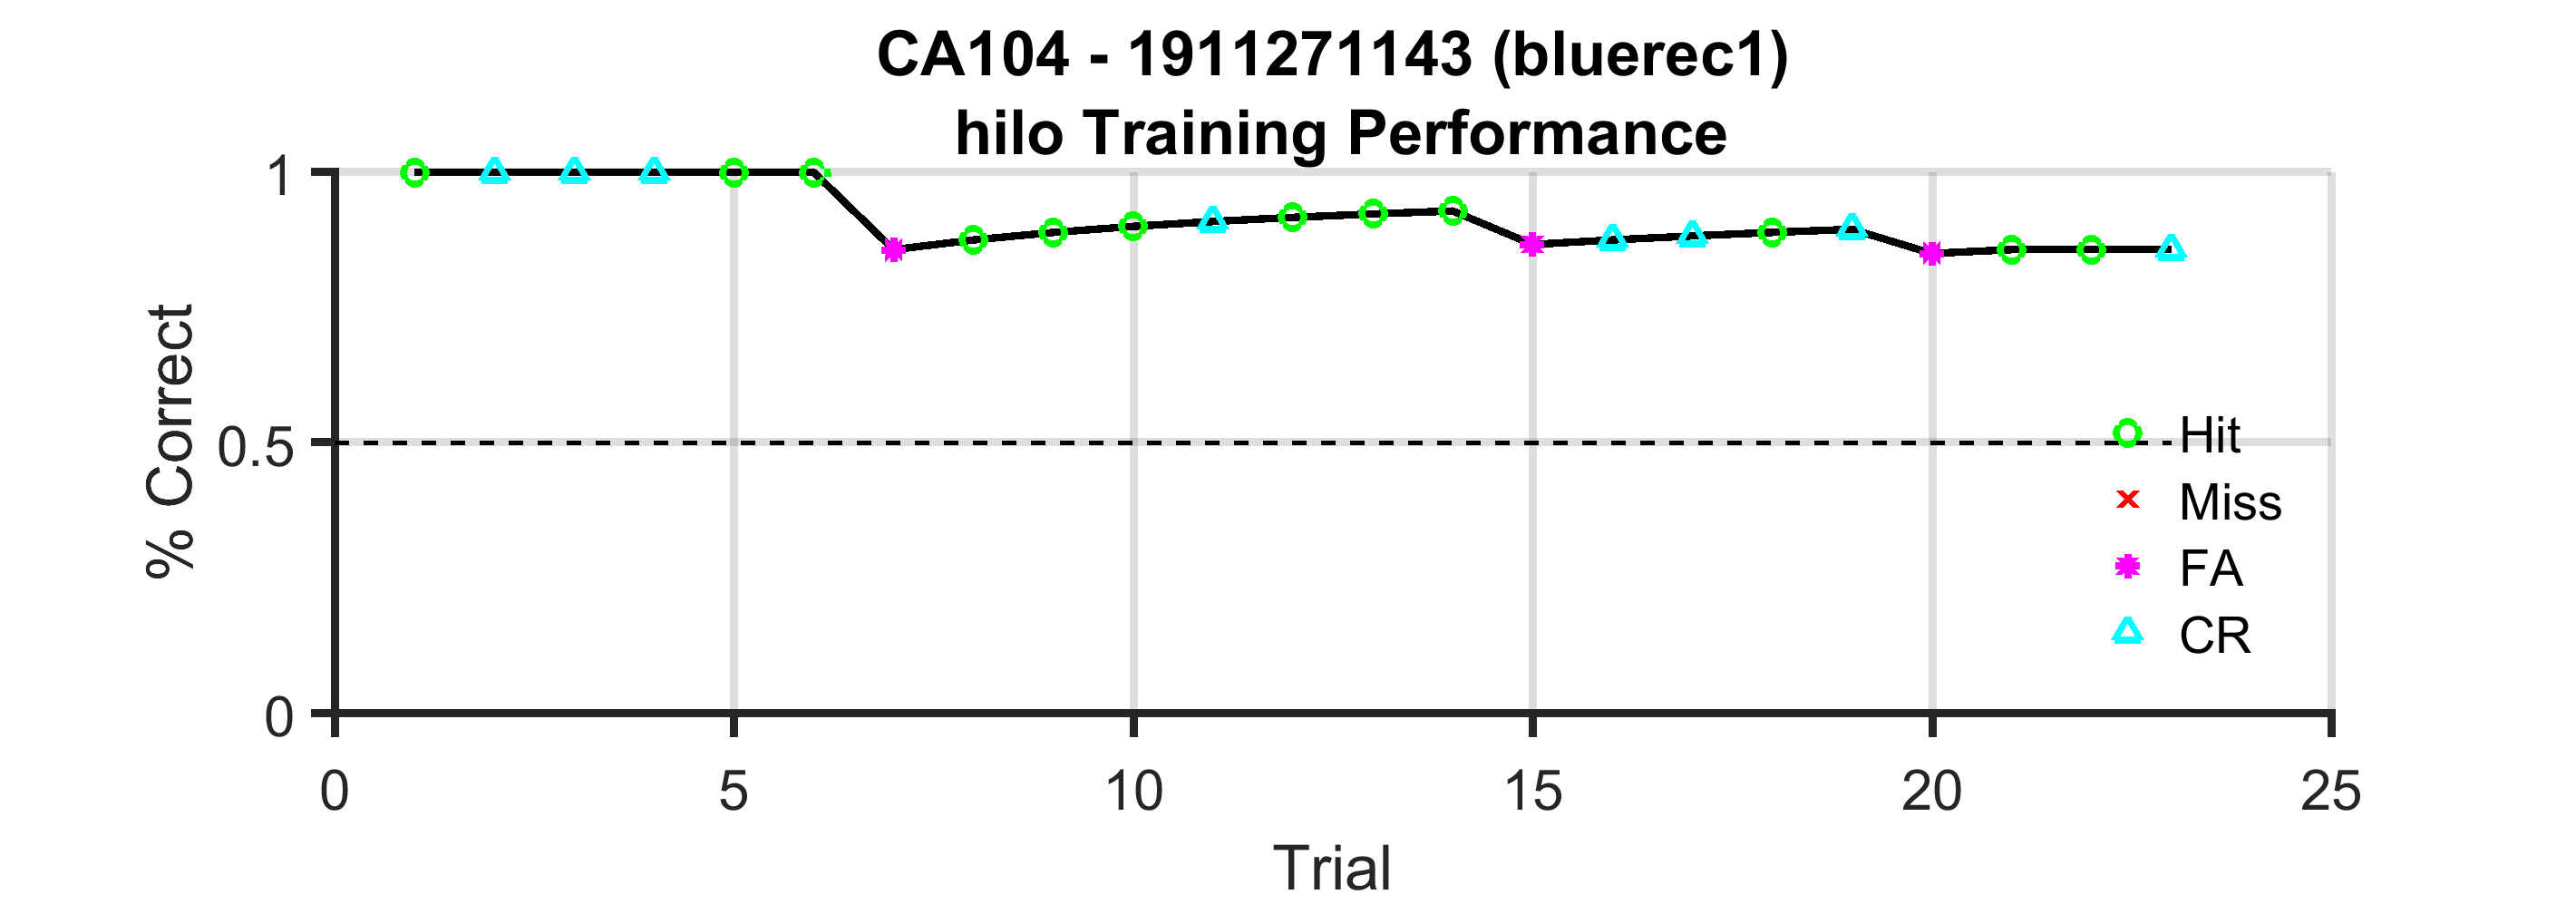 CA104 - 1911271143 (bluerec1)
hilo Training Performance
% Correct
1
0.5
0
Hit
Miss
FA
CR
0 5 10 15 20 25
Trial